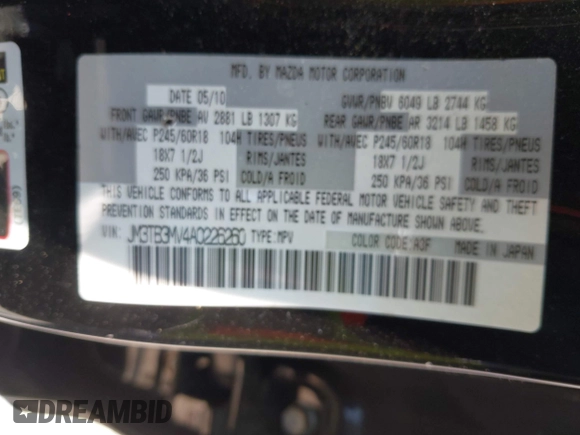 MFD. BY MAZDA MOTOR CORPORATION
DATE 05/10 GVWR/PNBV 6049 LB 2744 KG
FRONT GAWR/PNBE AV 2881 LB 1307 KG REAR GAWR/PNBE AR 3214 LB 1458 KG
WITH/AVEC P245/60R18 104H TIRES/PNEUS WITH/AVEC P245/60R18 104H TIRES/PNEUS
18X7 1/2J RIMS/JANTES 18X7 1/2J RIMS/JANTES
250 KPA/36 PSI COLD/A FROID 250 KPA/36 PSI COLD/A FROID
THIS VEHICLE CONFORMS TO ALL APPLICABLE FEDERAL MOTOR VEHICLE SAFETY AND THEFT
PREVENTION STANDARDS IN EFFECT ON THE DATE OF MANUFACTURE SHOWN ABOVE.
VIN: JM3TB3MV4A0225250 TYPE:MPV COLOR CODE:A3F MADE IN JAPAN
DREAMBID